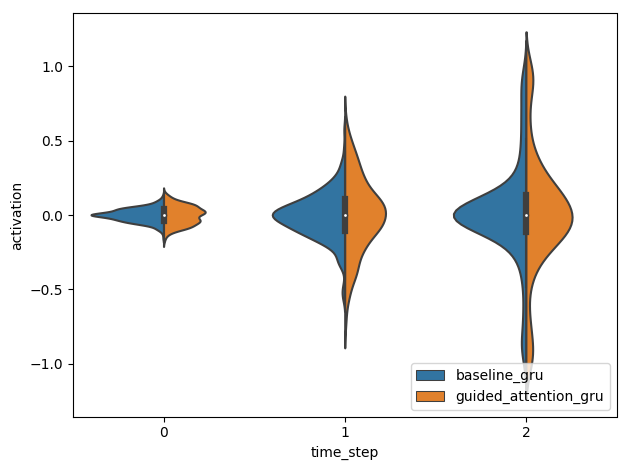 1.0
0.5
0.0
−0.5
−1.0
activation
0
1
2
time_step
baseline_gru
guided_attention_gru